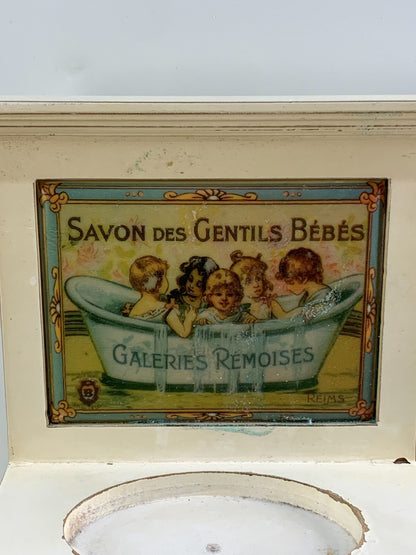 SAVON DES GENTILS BÉBÉS
GALERIES RÉMOISES
REIMS
B